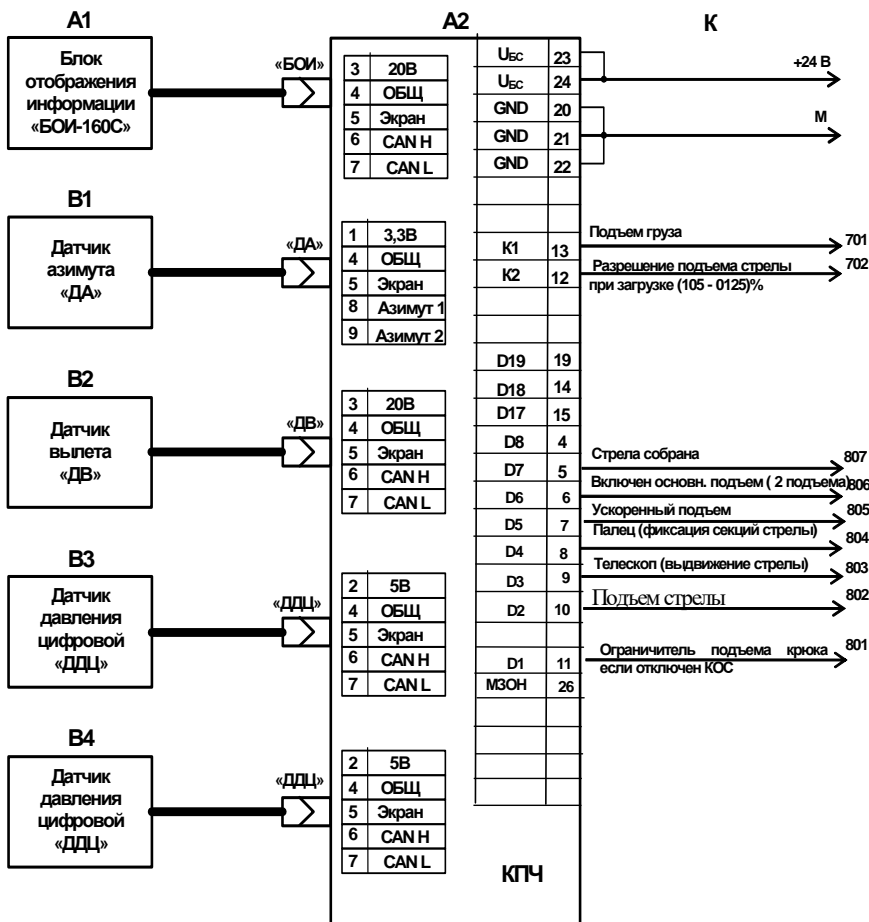 А1
А2
К
Блок
отображения
информации
«БОИ-160С»
«БОИ»
3 20В
4 ОБЩ
5 Экран
6 CAN H
7 CAN L
UБС 23
UБС 24
GND 20
GND 21
GND 22
+24 В
М
В1
Датчик
азимута
«ДА»
«ДА»
1 3,3В
4 ОБЩ
5 Экран
8 Азимут 1
9 Азимут 2
К1 13
К2 12
Подъем груза
701
Разрешение подъема стрелы
702
при загрузке (105 - 0125)%
В2
Датчик
вылета
«ДВ»
«ДВ»
3 20В
4 ОБЩ
5 Экран
6 CAN H
7 CAN L
D19 19
D18 14
D17 15
D8 4
D7 5
D6 6
D5 7
D4 8
D3 9
D2 10
D1 11
МЗОН 26
Стрела собрана
807
Включен основн. подъем ( 2 подъема)
806
Ускоренный подъем
805
Палец (фиксация секций стрелы)
804
Телескоп (выдвижение стрелы)
803
Подъем стрелы
802
Ограничитель подъема крюка
801
если отключен КОС
В3
Датчик
давления
цифровой
«ДДЦ»
«ДДЦ»
2 5В
4 ОБЩ
5 Экран
6 CAN H
7 CAN L
В4
Датчик
давления
цифровой
«ДДЦ»
«ДДЦ»
2 5В
4 ОБЩ
5 Экран
6 CAN H
7 CAN L
КПЧ